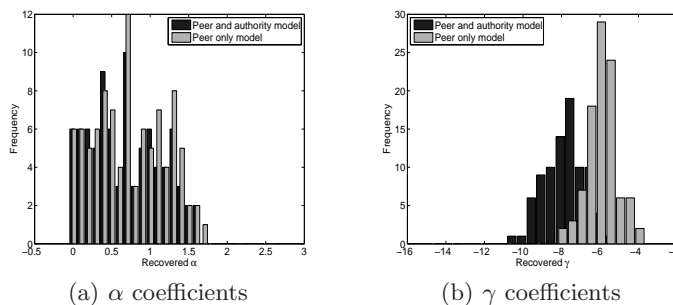 12
10
8
6
4
2
0
Frequency
Peer and authority model
Peer only model
−0.5 0 0.5 1 1.5 2 2.5 3
Recovered α
(a) α coefficients
30
25
20
15
10
5
0
Frequency
Peer and authority model
Peer only model
−16 −14 −12 −10 −8 −6 −4 −2
Recovered γ
(b) γ coefficients